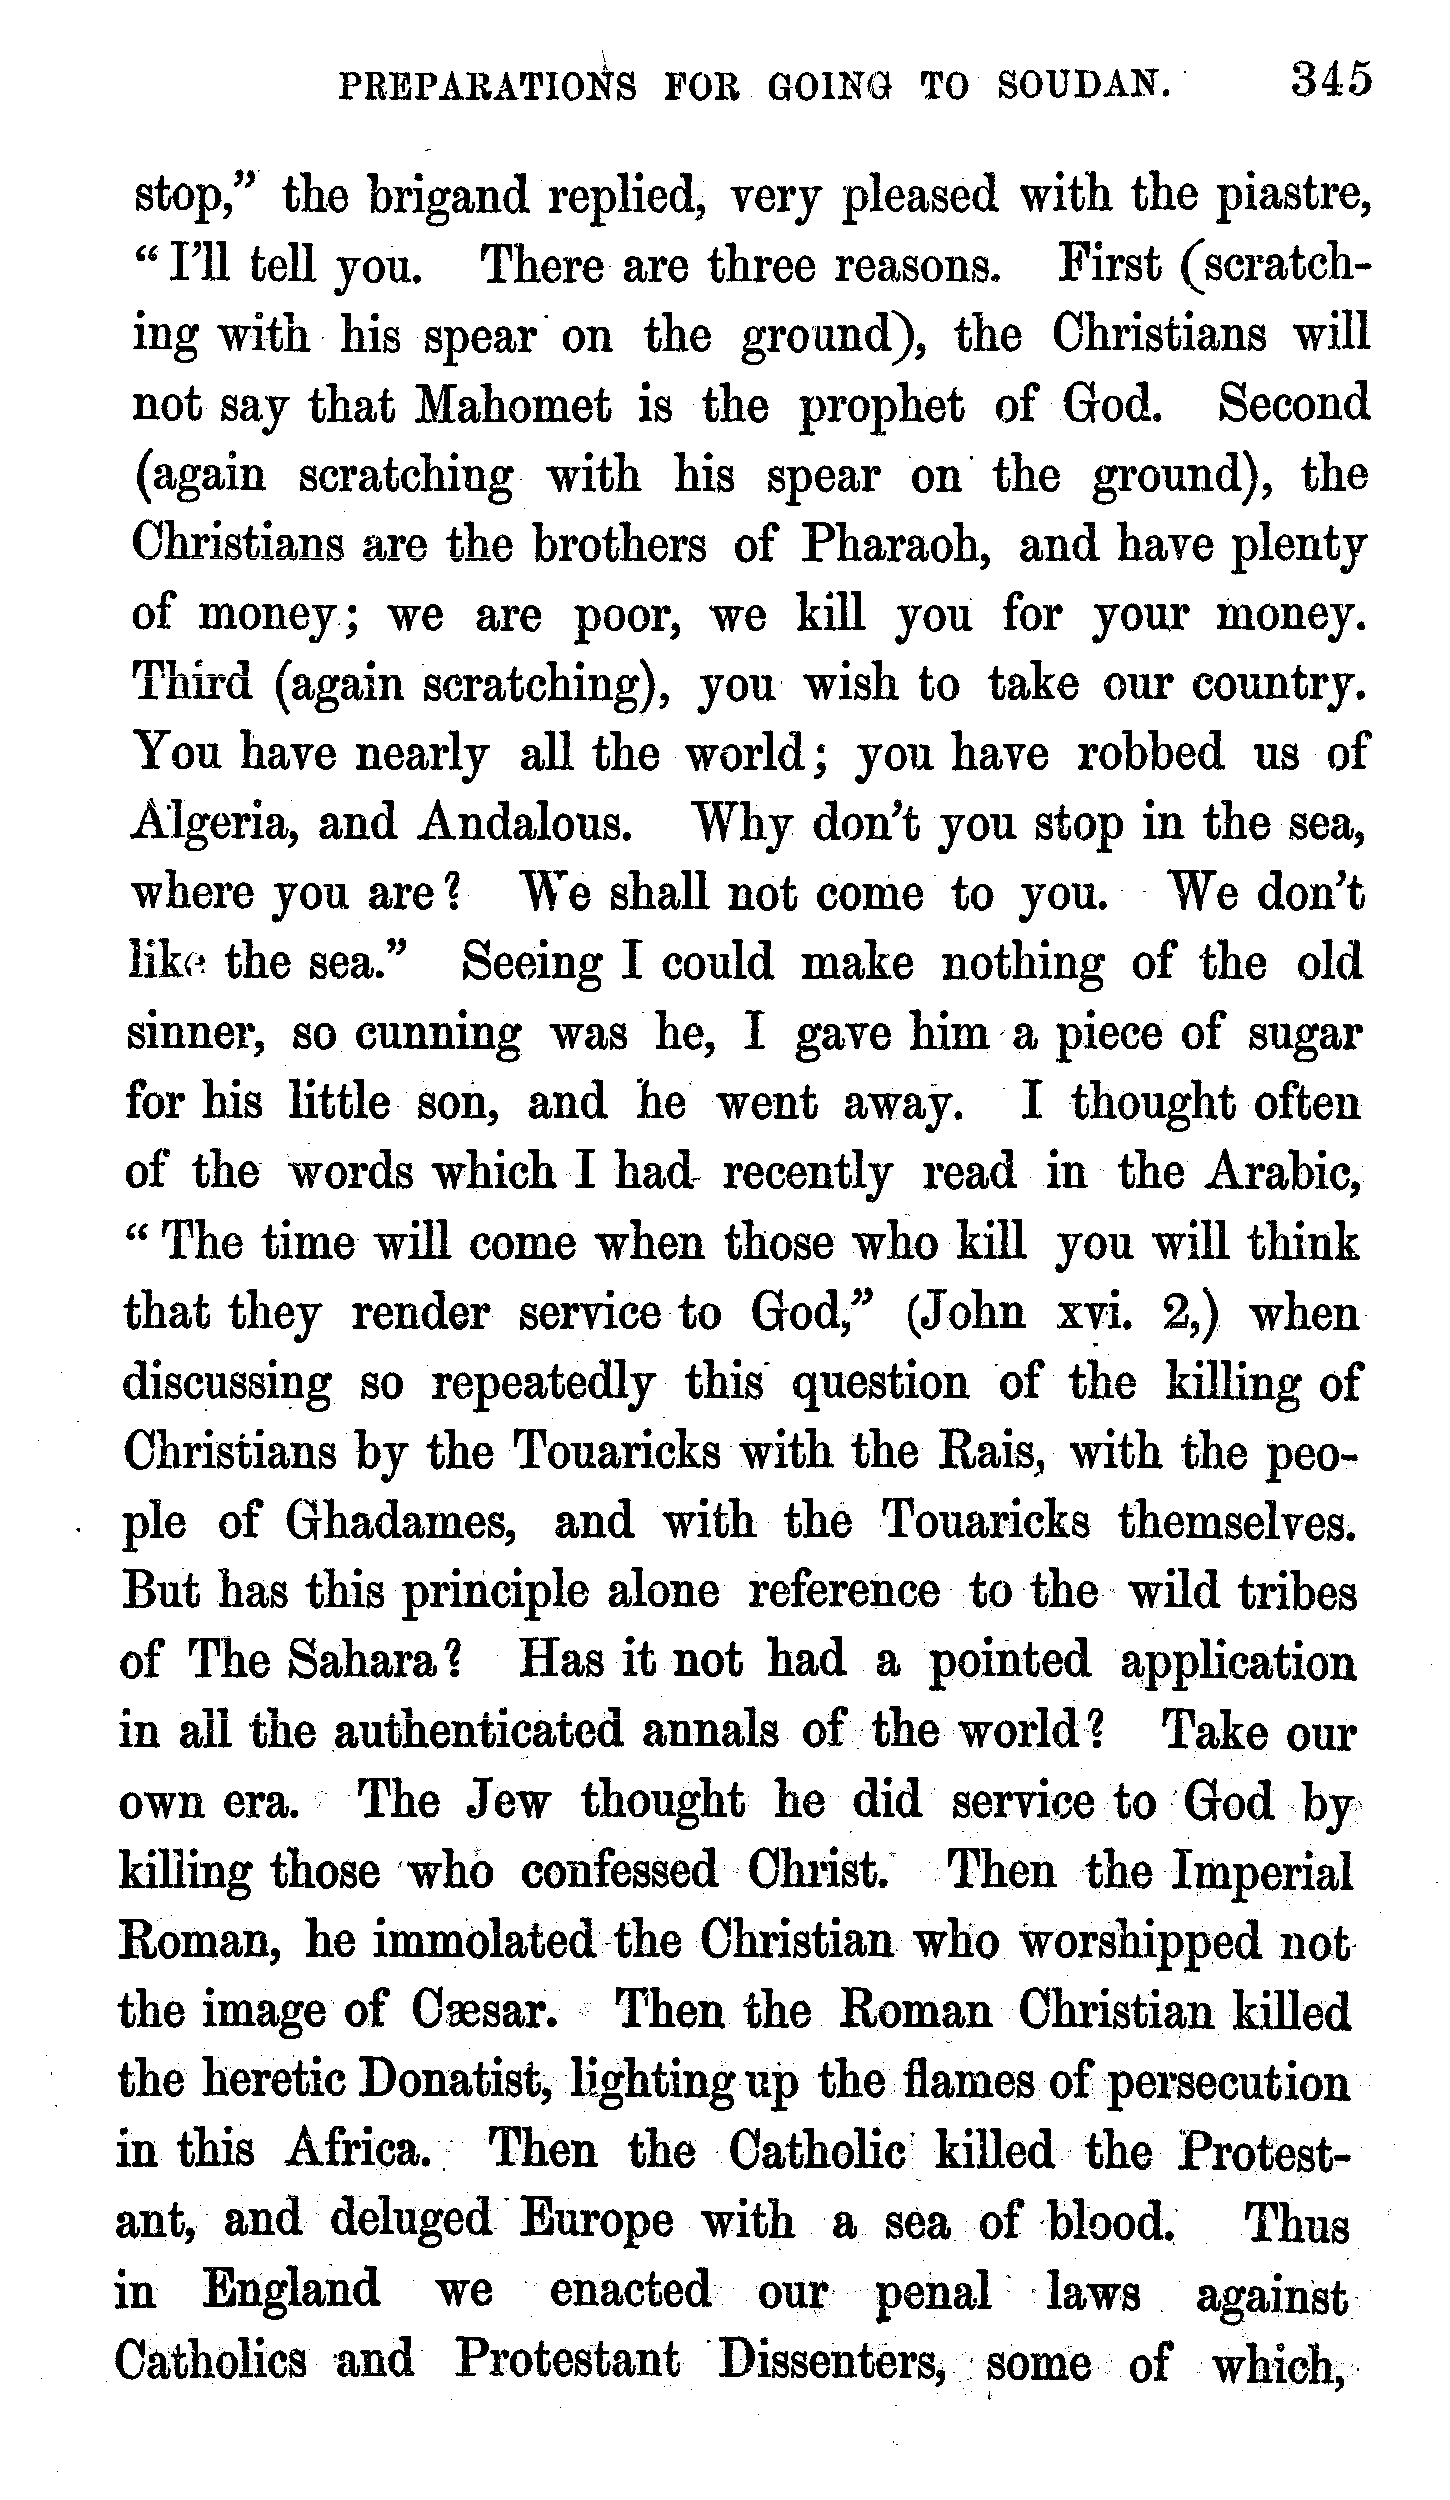 PREPARATIONS FOR GOING TO SOUDAN. 345
stop,” the brigand replied, very pleased with the piastre,
“I'll tell you. There are three reasons. First (scratch-
ing with his spear on the ground), the Christians will
not say that Mahomet is the prophet of God. Second
(again scratching with his spear on the ground), the
Christians are the brothers of Pharaoh, and have plenty
of money; we are poor, we kill you for your money.
Third (again scratching), you wish to take our country.
You have nearly all the world; you have robbed us of
Algeria, and Andalous. Why don't you stop in the sea,
where you are? We shall not come to you. We don't
like the sea.” Seeing I could make nothing of the old
sinner, so cunning was he, I gave him a piece of sugar
for his little son, and he went away. I thought often
of the words which I had recently read in the Arabic,
“The time will come when those who kill you will think
that they render service to God,” (John xvi. 2,) when
discussing so repeatedly this question of the killing of
Christians by the Touaricks with the Rais, with the peo-
ple of Ghadames, and with the Touaricks themselves.
But has this principle alone reference to the wild tribes
of The Sahara? Has it not had a pointed application
in all the authenticated annals of the world? Take our
own era. The Jew thought he did service to God by
killing those who confessed Christ. Then the Imperial
Roman, he immolated the Christian who worshipped not
the image of Cæsar. Then the Roman Christian killed
the heretic Donatist, lighting up the flames of persecution
in this Africa. Then the Catholic killed the Protest-
ant, and deluged Europe with a sea of blood. Thus
in England we enacted our penal laws against
Catholics and Protestant Dissenters, some of which,